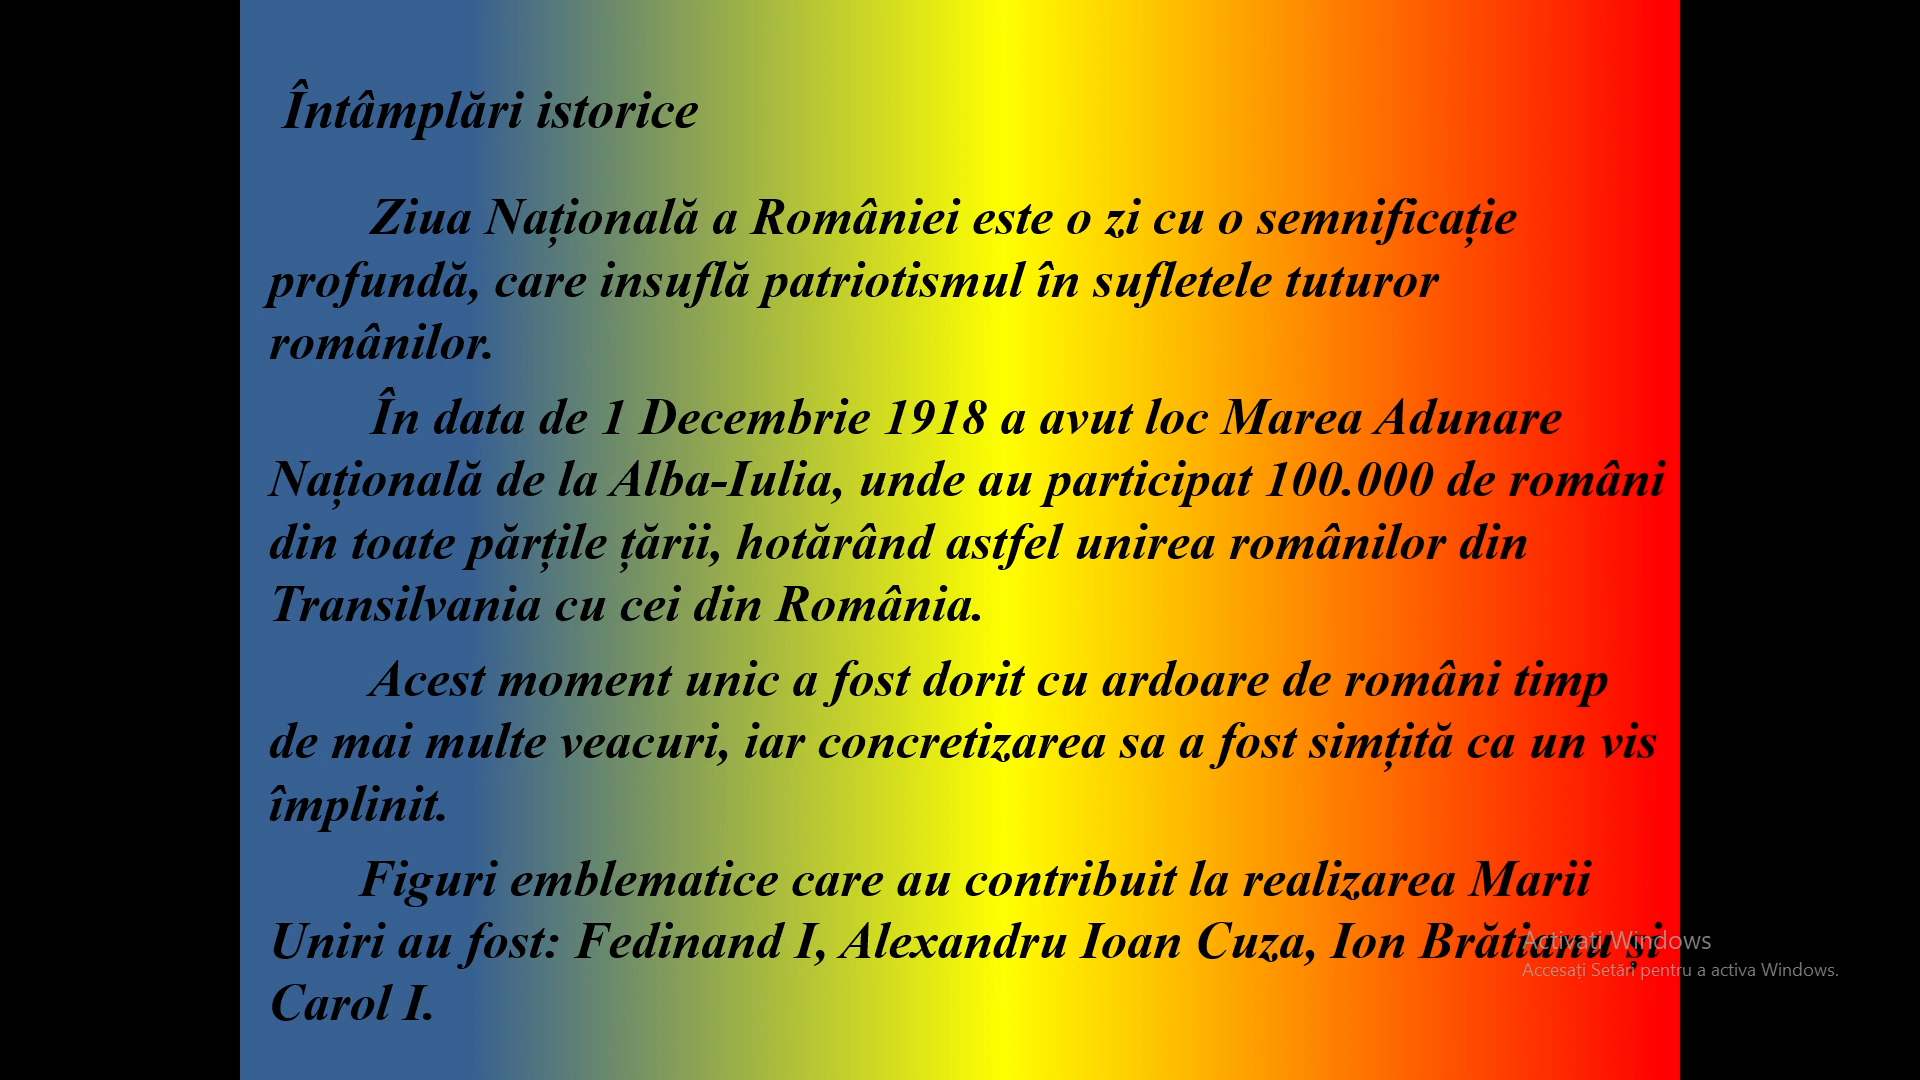 Întâmplări istorice
Ziua Națională a României este o zi cu o semnificație
profundă, care insuflă patriotismul în sufletele tuturor
românilor.
În data de 1 Decembrie 1918 a avut loc Marea Adunare
Națională de la Alba-Iulia, unde au participat 100.000 de români
din toate părțile țării, hotărând astfel unirea românilor din
Transilvania cu cei din România.
Acest moment unic a fost dorit cu ardoare de români timp
de mai multe veacuri, iar concretizarea sa a fost simțită ca un vis
împlinit.
Figuri emblematice care au contribuit la realizarea Marii
Uniri au fost: Fedinand I, Alexandru Ioan Cuza, Ion Brătianu și
Carol I.
Activați Windows
Accesați Setări pentru a activa Windows.